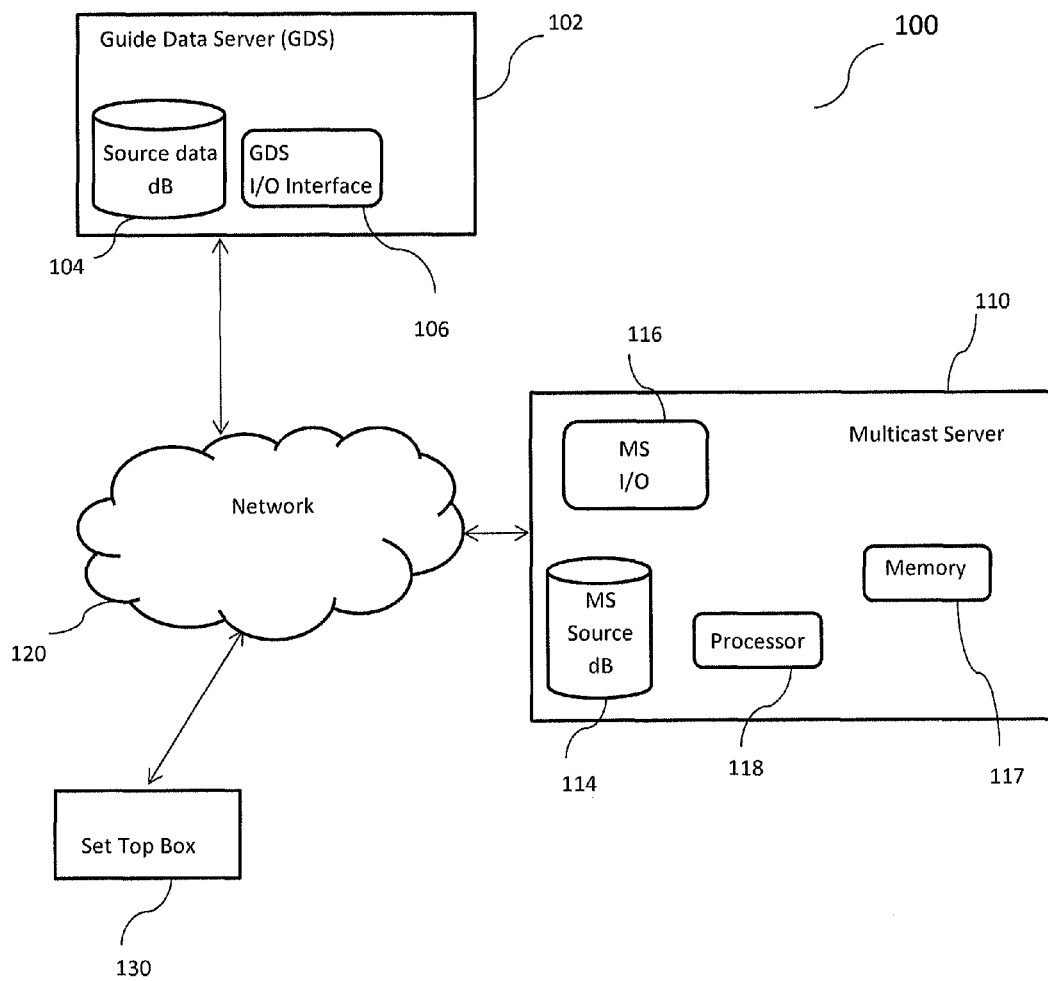 Guide Data Server (GDS)
102
100
Source data
dB
GDS
I/O Interface
104
106
110
116
Multicast Server
MS
I/O
Network
Memory
MS
Source
dB
Processor
120
114
118
117
Set Top Box
130